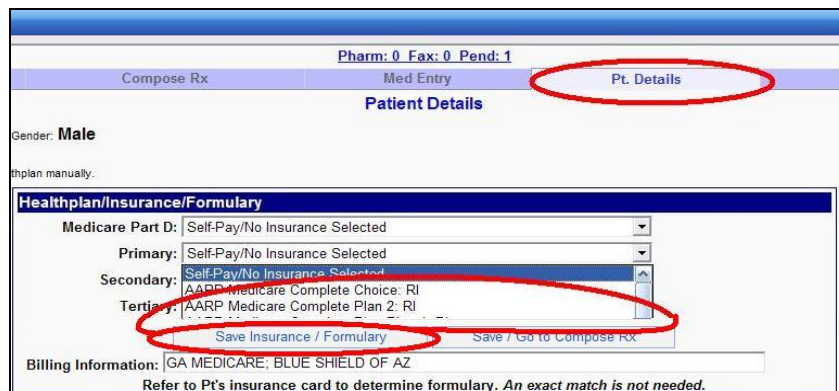 Pharm: 0 Fax: 0 Pend: 1
Compose Rx Med Entry Pt. Details
Patient Details
Gender: Male
thplan manually.
Healthplan/Insurance/Formulary
Medicare Part D: Self-Pay/No Insurance Selected
Primary: Self-Pay/No Insurance Selected
Secondary: Self-Pay/No Insurance Selected
AARP Medicare Complete Choice: RI
Tertiary: AARP Medicare Complete Plan 2: RI
Save Insurance / Formulary Save / Go to Compose Rx
Billing Information: GA MEDICARE; BLUE SHIELD OF AZ
Refer to Pt's insurance card to determine formulary. An exact match is not needed.